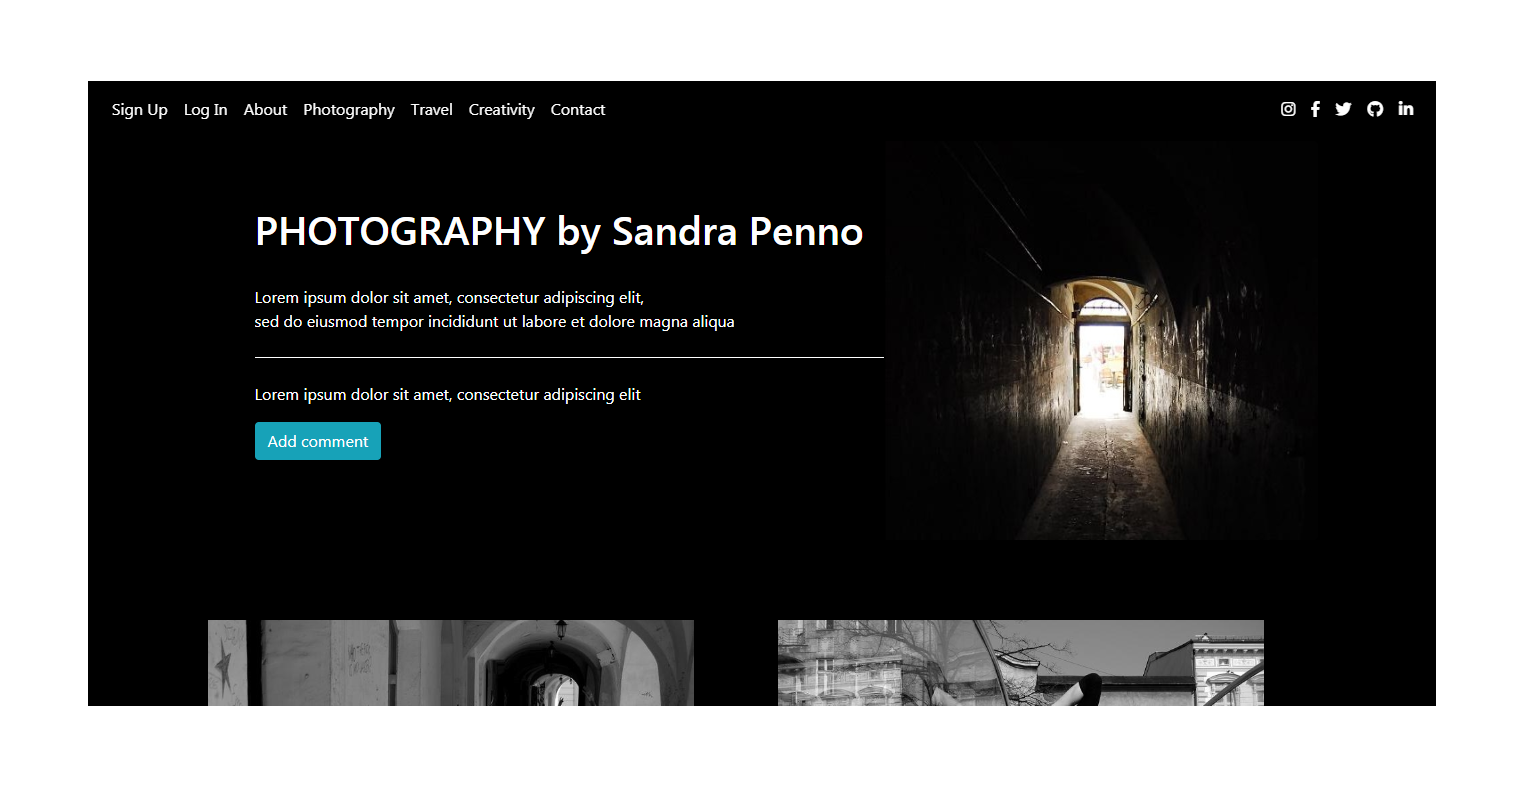 Sign Up Log In About Photography Travel Creativity Contact
PHOTOGRAPHY by Sandra Penno
Lorem ipsum dolor sit amet, consectetur adipiscing elit,
sed do eiusmod tempor incididunt ut labore et dolore magna aliqua
Lorem ipsum dolor sit amet, consectetur adipiscing elit
Add comment